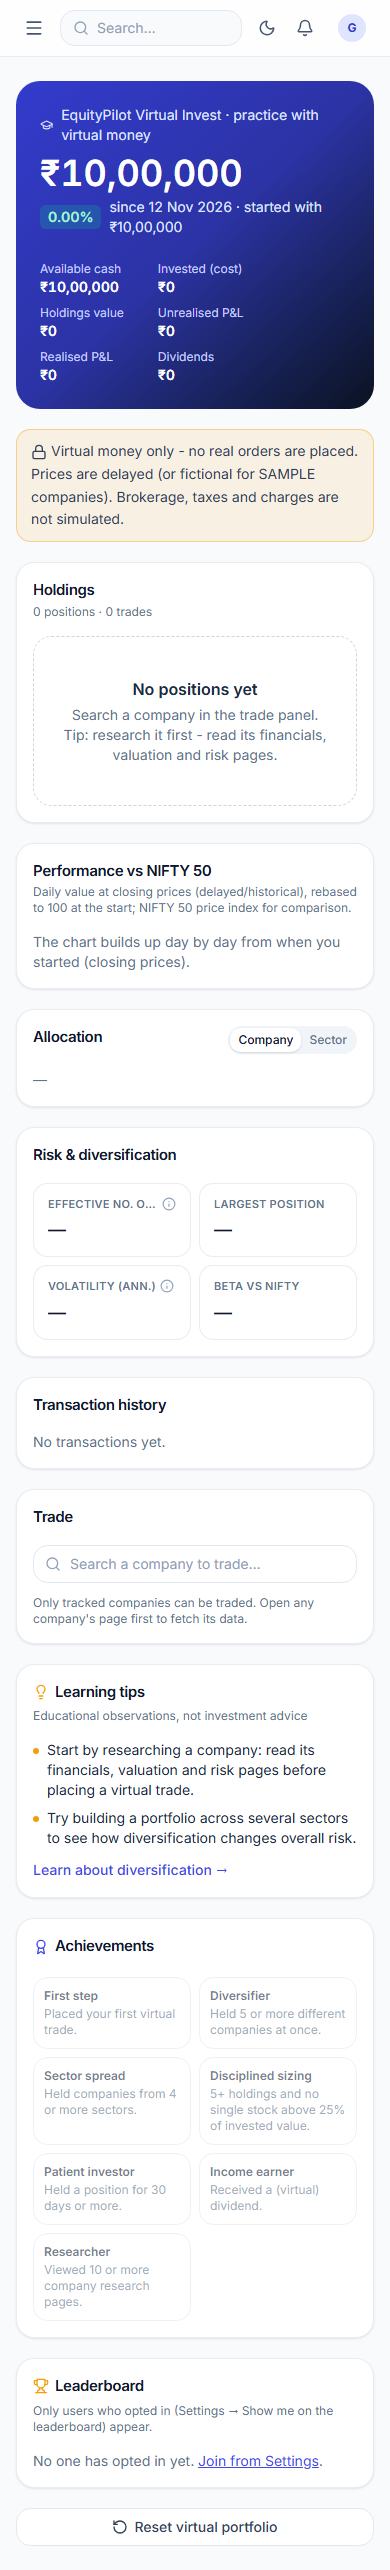 Search...
G
EquityPilot Virtual Invest · practice with
virtual money
₹10,00,000
0.00%
since 12 Nov 2026 · started with
₹10,00,000
Available cash
Invested (cost)
₹10,00,000
₹0
Holdings value
Unrealised P&L
₹0
₹0
Realised P&L
Dividends
₹0
₹0
Virtual money only - no real orders are placed.
Prices are delayed (or fictional for SAMPLE
companies). Brokerage, taxes and charges are
not simulated.
Holdings
0 positions · 0 trades
No positions yet
Search a company in the trade panel.
Tip: research it first - read its financials,
valuation and risk pages.
Performance vs NIFTY 50
Daily value at closing prices (delayed/historical), rebased
to 100 at the start; NIFTY 50 price index for comparison.
The chart builds up day by day from when you
started (closing prices).
Allocation
Company
Sector
—
Risk & diversification
EFFECTIVE NO. O...
LARGEST POSITION
—
—
VOLATILITY (ANN.)
BETA VS NIFTY
—
—
Transaction history
No transactions yet.
Trade
Search a company to trade...
Only tracked companies can be traded. Open any
company's page first to fetch its data.
Learning tips
Educational observations, not investment advice
Start by researching a company: read its
financials, valuation and risk pages before
placing a virtual trade.
Try building a portfolio across several sectors
to see how diversification changes overall risk.
Learn about diversification →
Achievements
First step
Placed your first virtual
trade.
Diversifier
Held 5 or more different
companies at once.
Sector spread
Held companies from 4
or more sectors.
Disciplined sizing
5+ holdings and no
single stock above 25%
of invested value.
Patient investor
Held a position for 30
days or more.
Income earner
Received a (virtual)
dividend.
Researcher
Viewed 10 or more
company research
pages.
Leaderboard
Only users who opted in (Settings → Show me on the
leaderboard) appear.
No one has opted in yet. Join from Settings.
Reset virtual portfolio